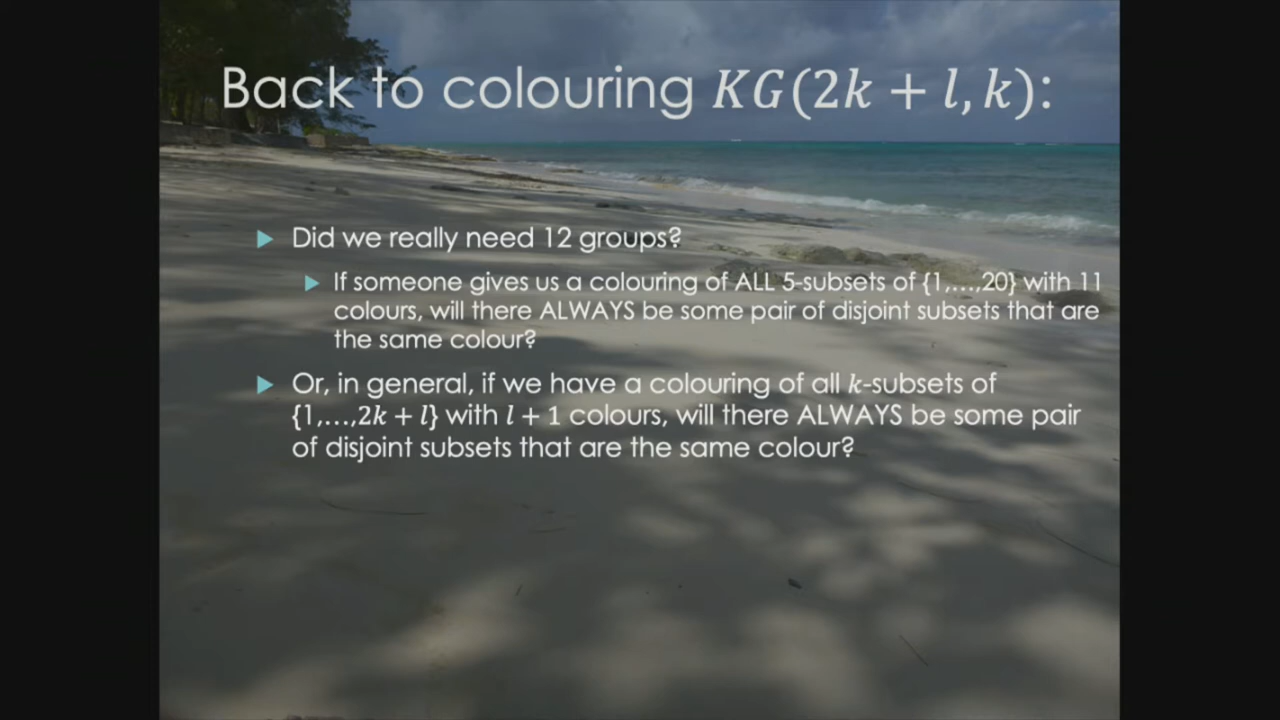 Back to colouring KG(2k + l, k):
Did we really need 12 groups?
If someone gives us a colouring of ALL 5-subsets of {1,…,20} with 11
colours, will there ALWAYS be some pair of disjoint subsets that are
the same colour?
Or, in general, if we have a colouring of all k-subsets of
{1,…,2k + l} with l + 1 colours, will there ALWAYS be some pair
of disjoint subsets that are the same colour?